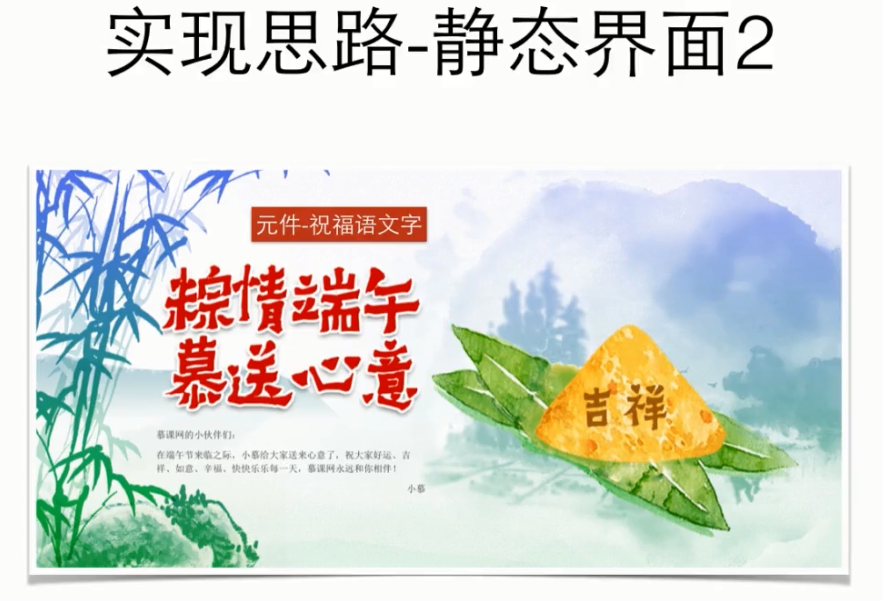 实现思路-静态界面2
元件-祝福语文字
粽情端午
慕送心意
吉祥
慕课网的小伙伴们：
在端午节来临之际，小慕给大家送来心意了，祝大家好运、吉
祥、如意、辛福、快快乐乐每一天，慕课网永远和你相伴！
小慕